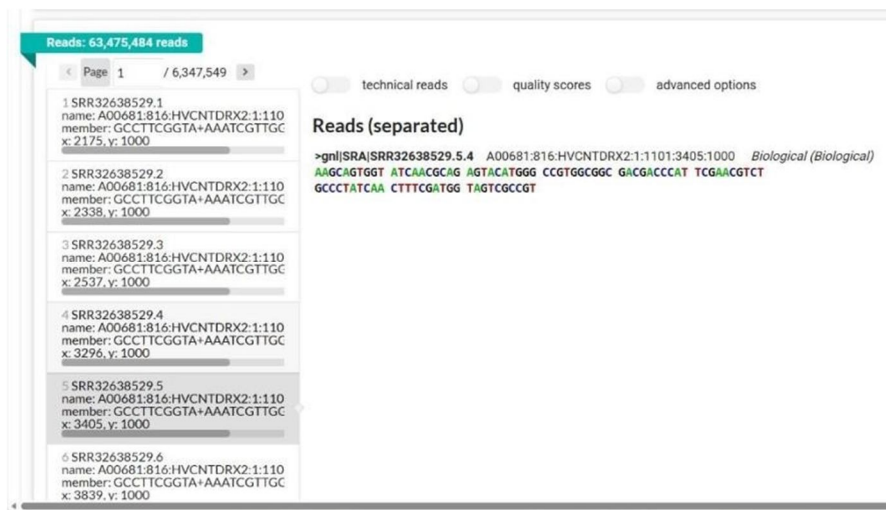 Reads: 63,475,484 reads
< Page 1 / 6,347,549 >
1 SRR32638529.1
name: A00681:816:HVCNTDRX2:1:110
member: GCCTTCGGTA+AAATCGTTGC
x: 2175, y: 1000
2 SRR32638529.2
name: A00681:816:HVCNTDRX2:1:110
member: GCCTTCGGTA+AAATCGTTGC
x: 2338, y: 1000
3 SRR32638529.3
name: A00681:816:HVCNTDRX2:1:110
member: GCCTTCGGTA+AAATCGTTGC
x: 2537, y: 1000
4 SRR32638529.4
name: A00681:816:HVCNTDRX2:1:110
member: GCCTTCGGTA+AAATCGTTGC
x: 3296, y: 1000
5 SRR32638529.5
name: A00681:816:HVCNTDRX2:1:110
member: GCCTTCGGTA+AAATCGTTGC
x: 3405, y: 1000
6 SRR32638529.6
name: A00681:816:HVCNTDRX2:1:110
member: GCCTTCGGTA+AAATCGTTGC
x: 3839, y: 1000
technical reads quality scores advanced options
Reads (separated)
>gnl|SRA|SRR32638529.5.4 A00681:816:HVCNTDRX2:1:1101:3405:1000 Biological (Biological)
AAGCAGTGGT ATCAACGCAG AGTACATGGG CCGTGGCGGC GACGACCCAT TCGAACGTCT
GCCCTATCAA CTTTCGATGG TAGTCGCCGT